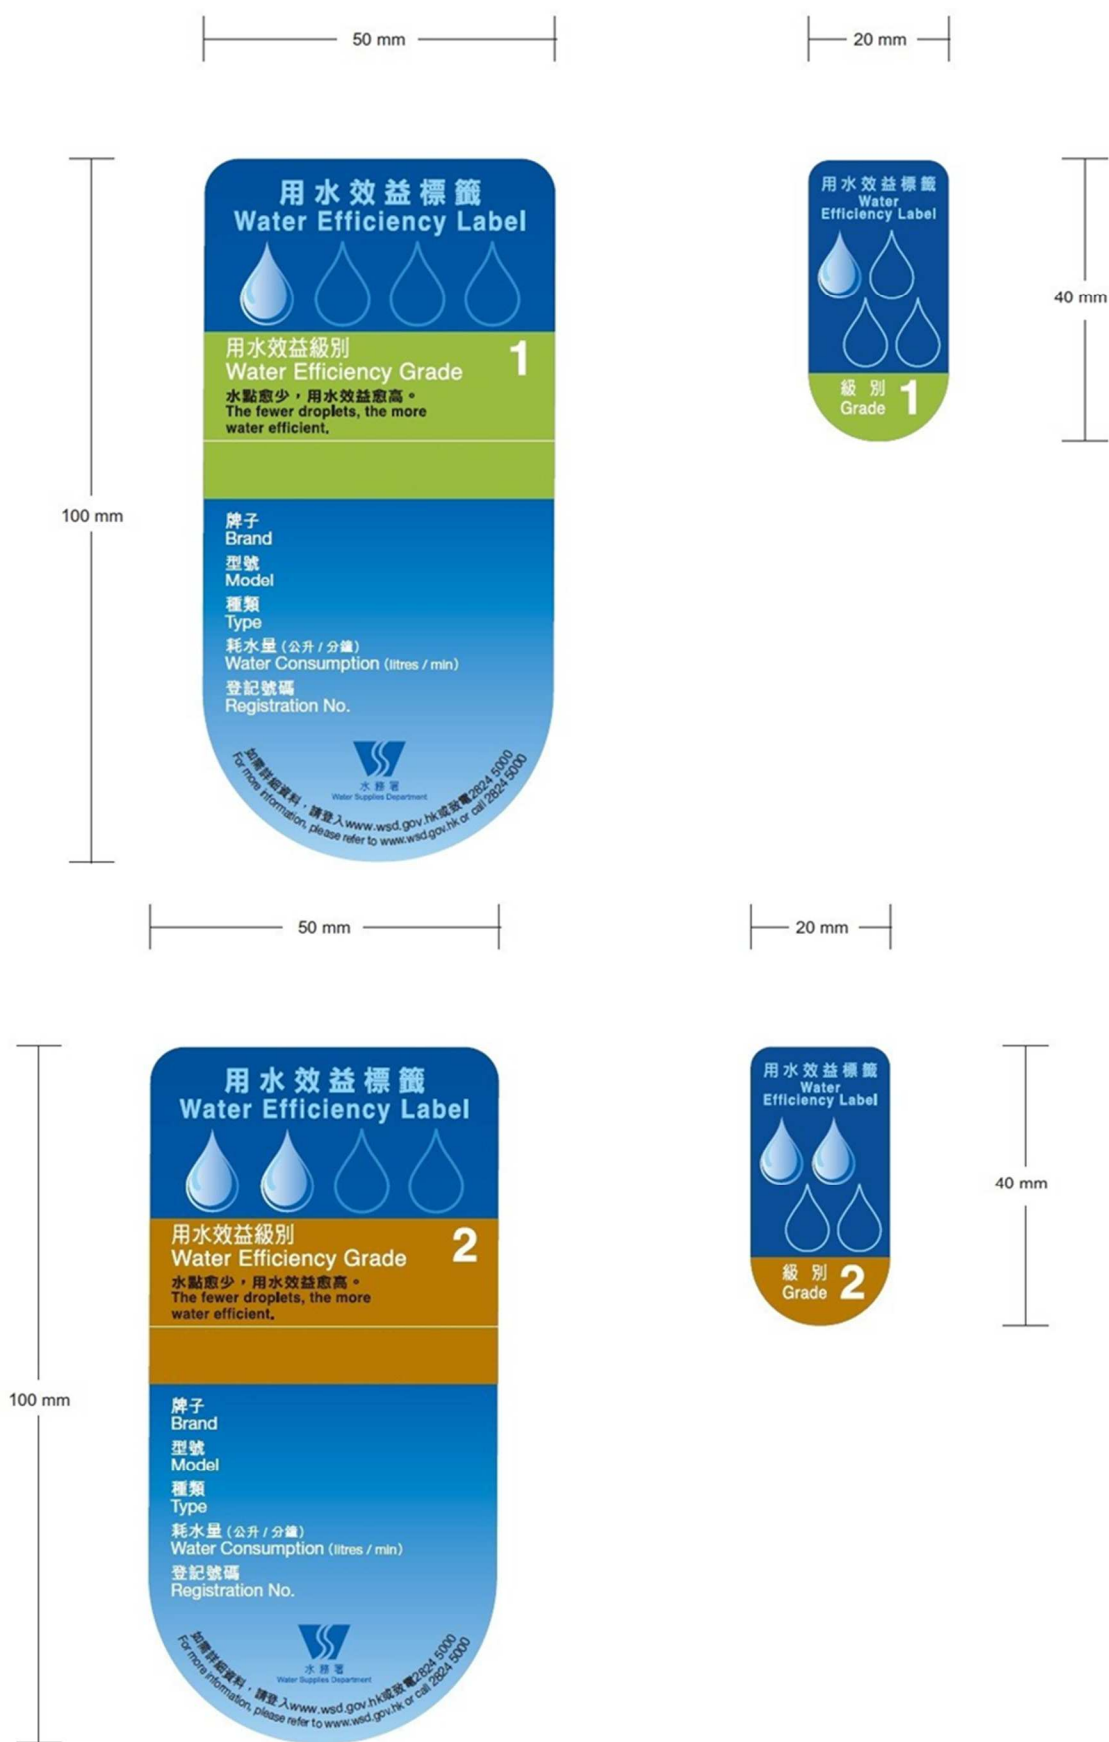 50 mm
20 mm
100 mm
用水效益標籤
Water Efficiency Label
用水效益級別
Water Efficiency Grade
1
水點愈少，用水效益愈高。
The fewer droplets, the more
water efficient.
牌子
Brand
型號
Model
種類
Type
耗水量 (公升 / 分鐘)
Water Consumption (litres / min)
登記號碼
Registration No.
水務署
Water Supplies Department
如需詳細資料，請登入www.wsd.gov.hk或致電2824 5000
For more information, please refer to www.wsd.gov.hk or call 2824 5000
用水效益標籤
Water
Efficiency Label
級別
Grade
1
40 mm
50 mm
20 mm
100 mm
用水效益標籤
Water Efficiency Label
用水效益級別
Water Efficiency Grade
2
水點愈少，用水效益愈高。
The fewer droplets, the more
water efficient.
牌子
Brand
型號
Model
種類
Type
耗水量 (公升 / 分鐘)
Water Consumption (litres / min)
登記號碼
Registration No.
水務署
Water Supplies Department
如需詳細資料，請登入www.wsd.gov.hk或致電2824 5000
For more information, please refer to www.wsd.gov.hk or call 2824 5000
用水效益標籤
Water
Efficiency Label
級別
Grade
2
40 mm